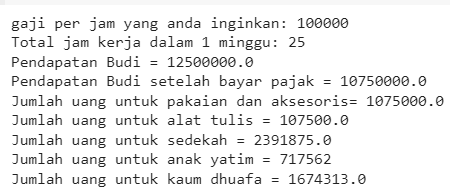 gaji per jam yang anda inginkan: 100000
Total jam kerja dalam 1 minggu: 25
Pendapatan Budi = 12500000.0
Pendapatan Budi setelah bayar pajak = 10750000.0
Jumlah uang untuk pakaian dan aksesoris= 1075000.0
Jumlah uang untuk alat tulis = 107500.0
Jumlah uang untuk sedekah = 2391875.0
Jumlah uang untuk anak yatim = 717562
Jumlah uang untuk kaum dhuafa = 1674313.0